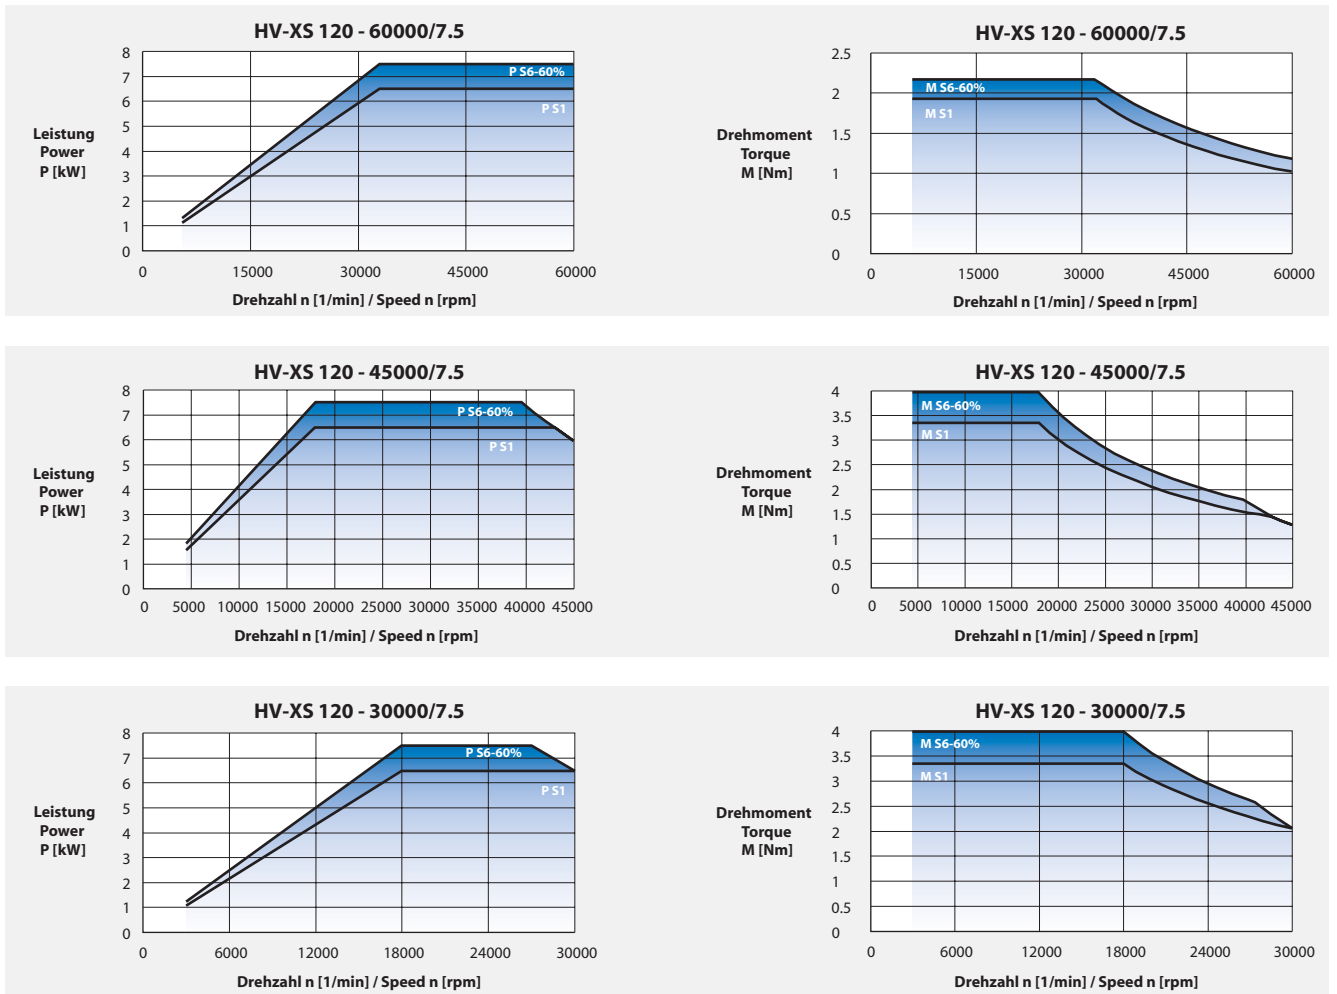 HV-XS 120 - 60000/7.5
8
7
6
5
4
3
2
1
0
Leistung
Power
P [kW]
P S6-60%
P S1
0 15000 30000 45000 60000
Drehzahl n [1/min] / Speed n [rpm]
HV-XS 120 - 60000/7.5
2.5
2
1.5
1
0.5
0
Drehmoment
Torque
M [Nm]
M S6-60%
M S1
0 15000 30000 45000 60000
Drehzahl n [1/min] / Speed n [rpm]
HV-XS 120 - 45000/7.5
8
7
6
5
4
3
2
1
0
Leistung
Power
P [kW]
P S6-60%
P S1
0 5000 10000 15000 20000 25000 30000 35000 40000 45000
Drehzahl n [1/min] / Speed n [rpm]
HV-XS 120 - 45000/7.5
4
3.5
3
2.5
2
1.5
1
0.5
0
Drehmoment
Torque
M [Nm]
M S6-60%
M S1
0 5000 10000 15000 20000 25000 30000 35000 40000 45000
Drehzahl n [1/min] / Speed n [rpm]
HV-XS 120 - 30000/7.5
8
7
6
5
4
3
2
1
0
Leistung
Power
P [kW]
P S6-60%
P S1
0 6000 12000 18000 24000 30000
Drehzahl n [1/min] / Speed n [rpm]
HV-XS 120 - 30000/7.5
4
3.5
3
2.5
2
1.5
1
0.5
0
Drehmoment
Torque
M [Nm]
M S6-60%
M S1
0 6000 12000 18000 24000 30000
Drehzahl n [1/min] / Speed n [rpm]